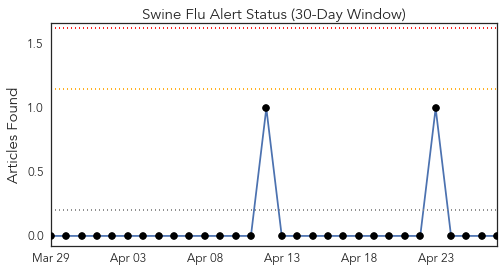 Swine Flu Alert Status (30-Day Window)
Articles Found
1.5
1.0
0.5
0.0
Mar 29 Apr 03 Apr 08 Apr 13 Apr 18 Apr 23